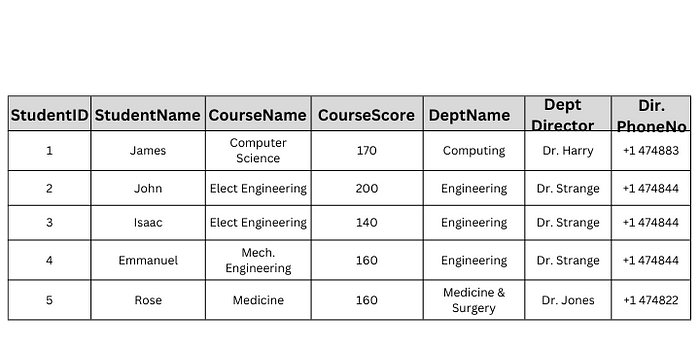 StudentID StudentName CourseName CourseScore DeptName Dept Director Dir. PhoneNo
1 James Computer Science 170 Computing Dr. Harry +1 474883
2 John Elect Engineering 200 Engineering Dr. Strange +1 474844
3 Isaac Elect Engineering 140 Engineering Dr. Strange +1 474844
4 Emmanuel Mech. Engineering 160 Engineering Dr. Strange +1 474844
5 Rose Medicine 160 Medicine & Surgery Dr. Jones +1 474822